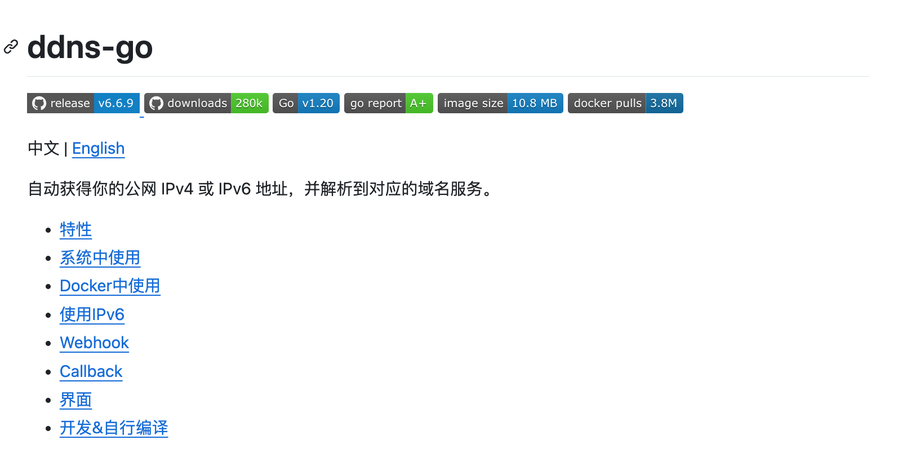 ddns-go
release v6.6.9 downloads 280k Go v1.20 go report A+ image size 10.8 MB docker pulls 3.8M
中文 | English
自动获得你的公网 IPv4 或 IPv6 地址，并解析到对应的域名服务。
特性
系统中使用
Docker中使用
使用IPv6
Webhook
Callback
界面
开发&自行编译